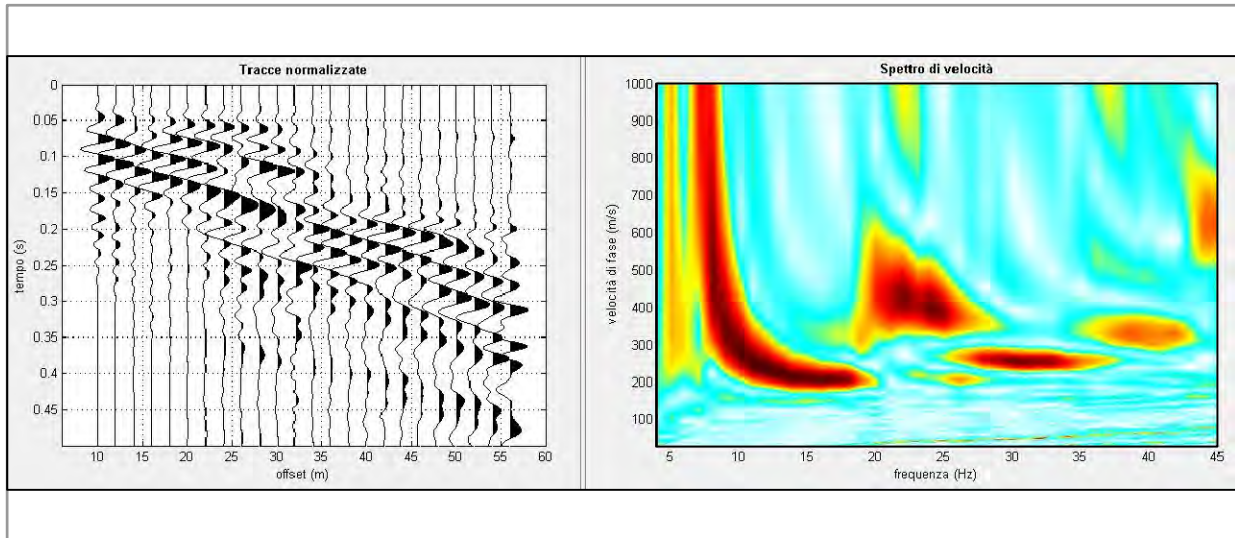 Tracce normalizzate
0
0.05
0.1
0.15
0.2
0.25
0.3
0.35
0.4
0.45
tempo (s)
10 15 20 25 30 35 40 45 50 55 60
offset (m)
Spettro di velocità
1000
900
800
700
600
500
400
300
200
100
velocità di fase (m/s)
5 10 15 20 25 30 35 40 45
frequenza (Hz)